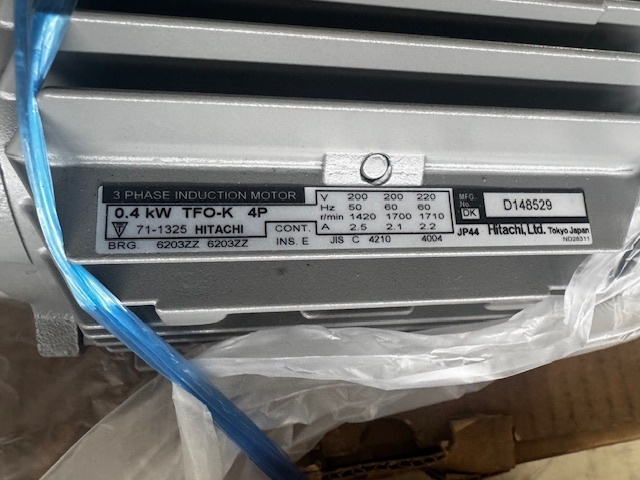 3 PHASE INDUCTION MOTOR
0.4 kW TFO-K 4P
71-1325 HITACHI
BRG. 6203ZZ 6203ZZ
CONT.
INS. E
V 200 200 220
Hz 50 60 60
r/min 1420 1700 1710
A 2.5 2.1 2.2
JIS C 4210 4004
MFG. No. DK D148529
JP44 Hitachi, Ltd. Tokyo Japan
ND28311